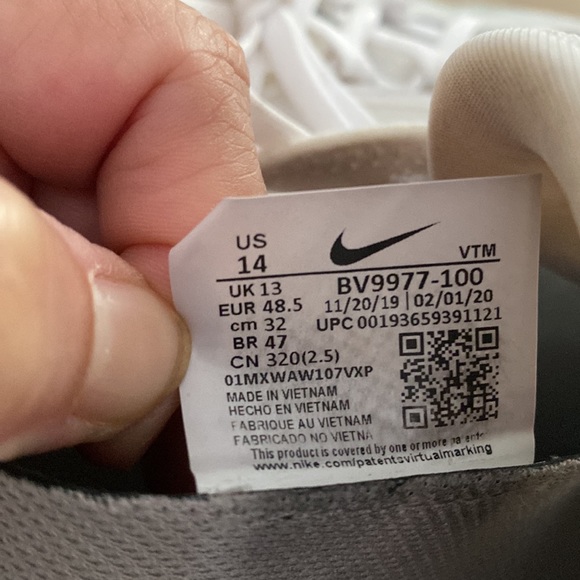 US
14
VTM
UK 13
BV9977-100
EUR 48.5
11/20/19 | 02/01/20
cm 32
UPC 00193659391121
BR 47
CN 320(2.5)
01MXWAW107VXP
MADE IN VIETNAM
HECHO EN VIETNAM
FABRIQUE AU VIETNAM
FABRICADO NO VIETNA
This product is covered by one or more patents
www.nike.com/patentsvirtualmarking